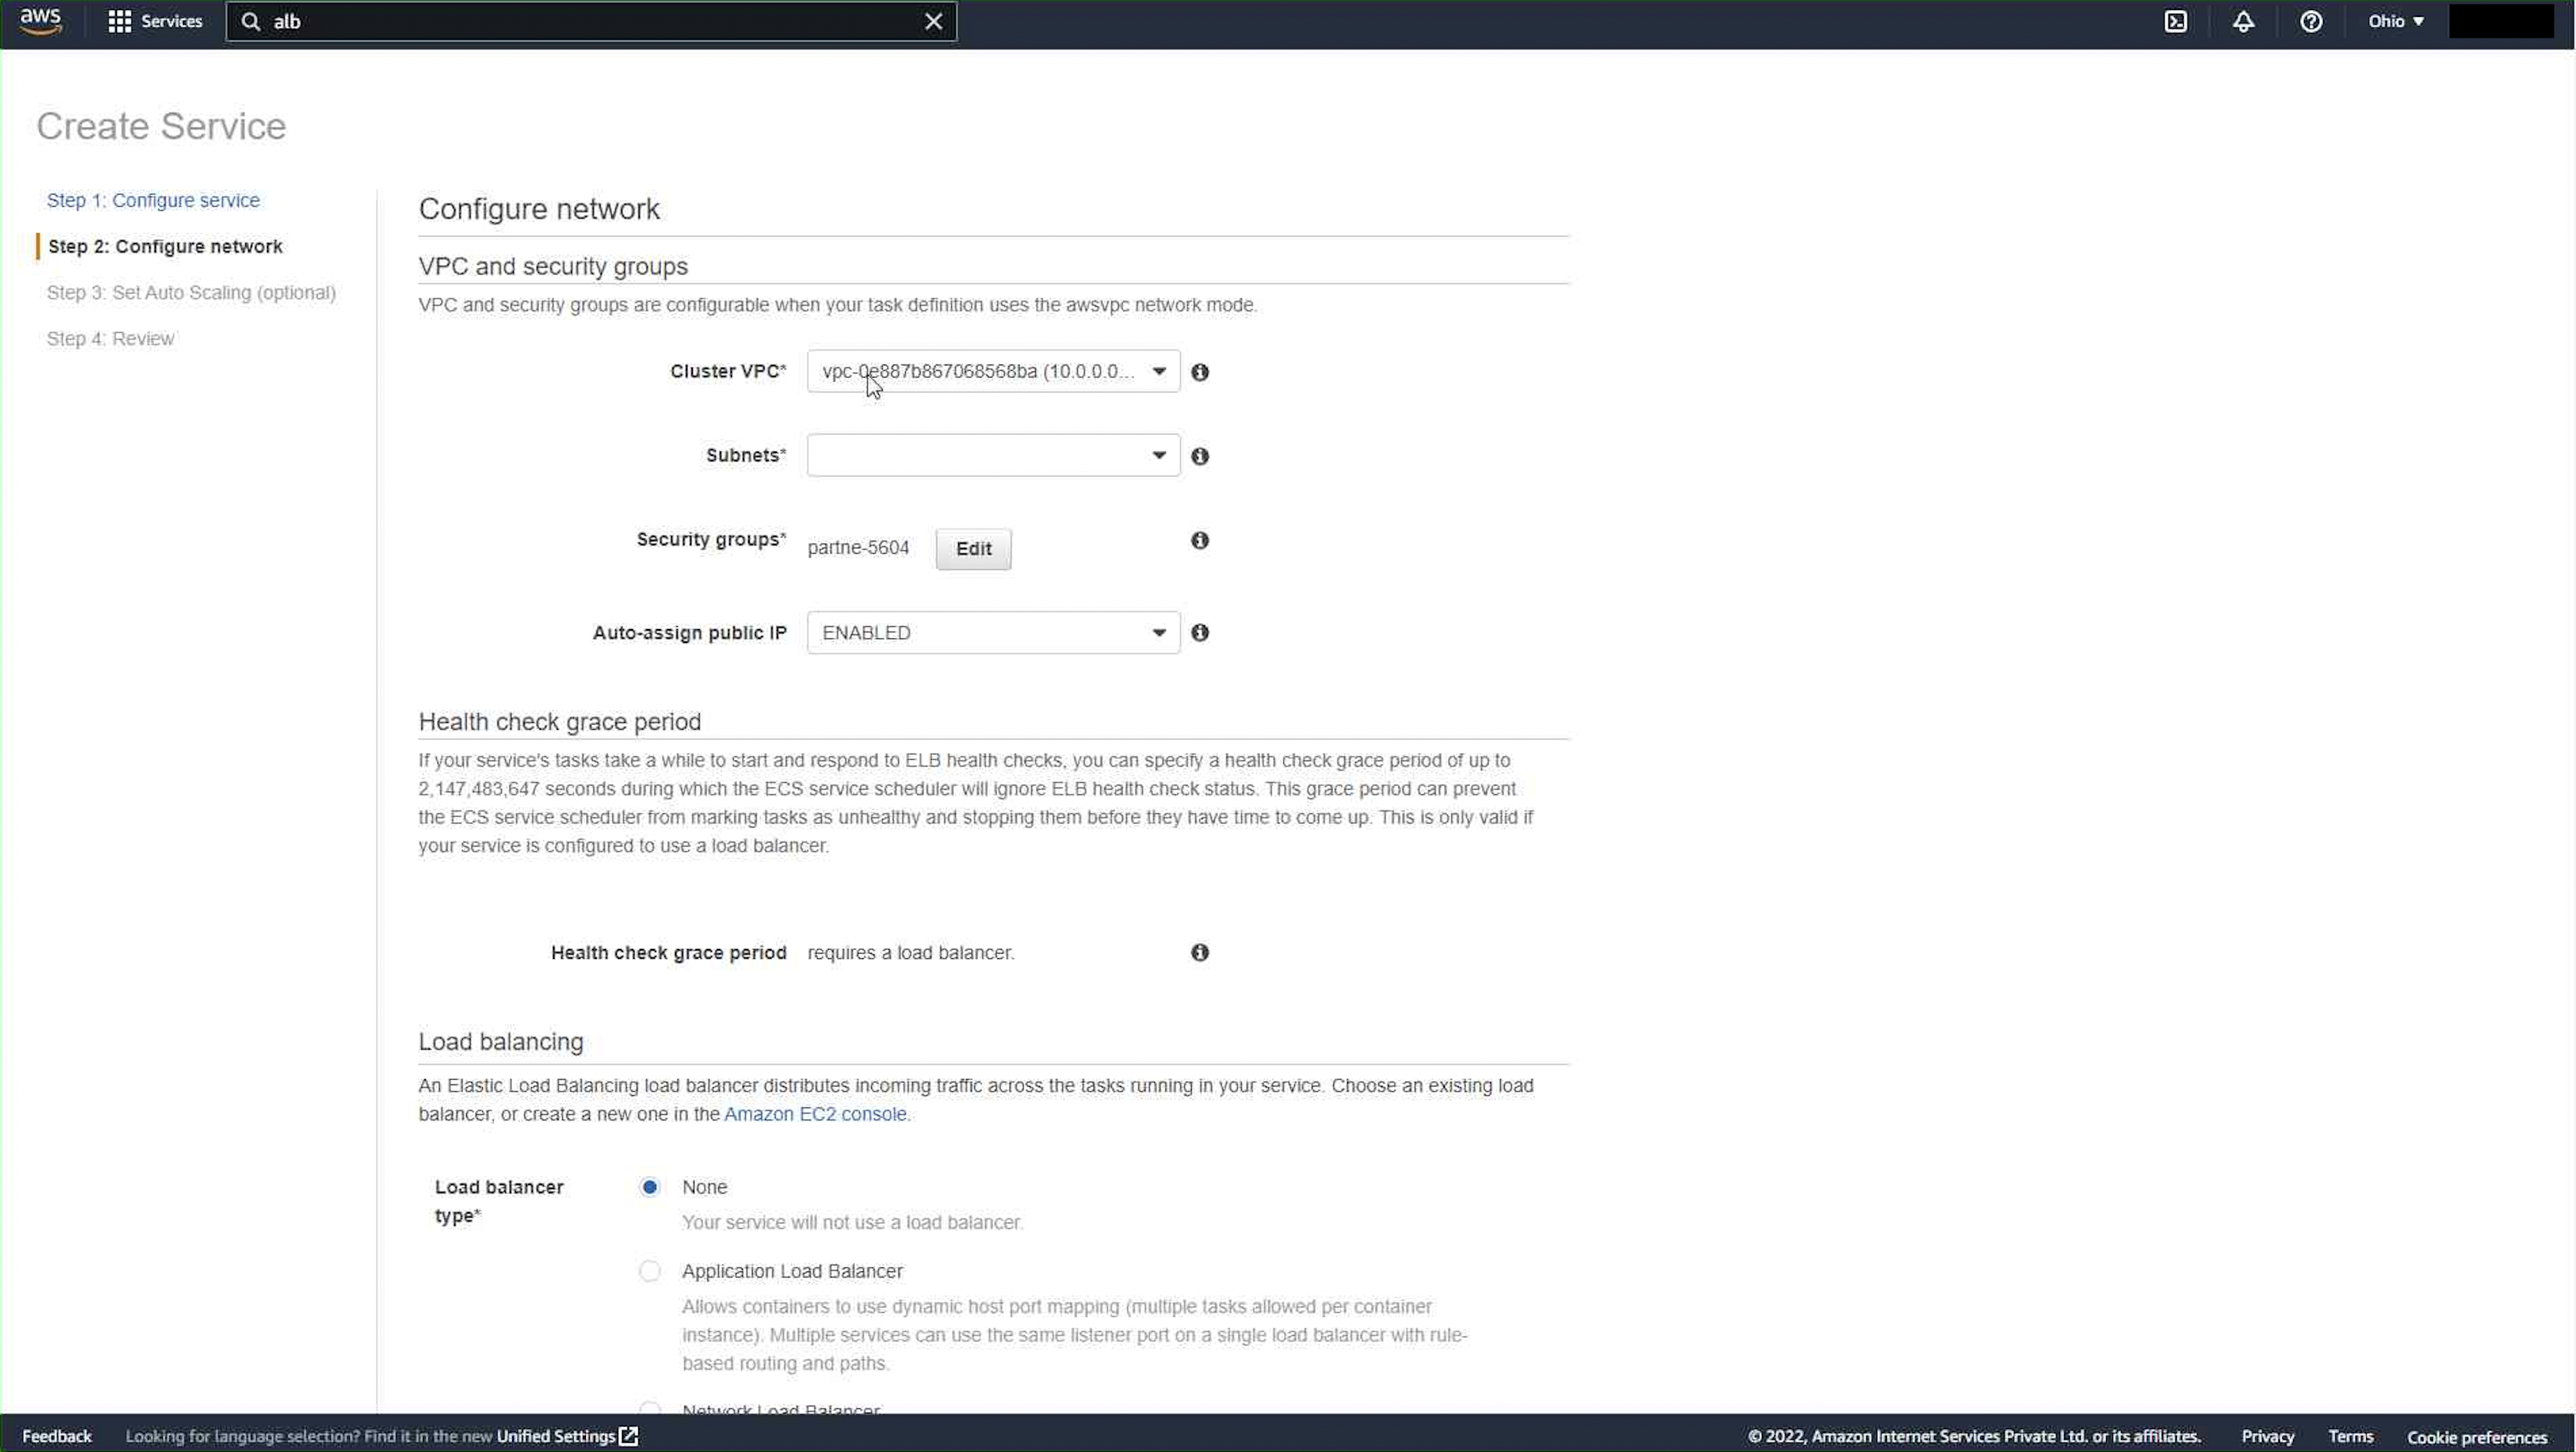 aws
Services
alb
Ohio
Create Service
Step 1: Configure service
Step 2: Configure network
Step 3: Set Auto Scaling (optional)
Step 4: Review
Configure network
VPC and security groups
VPC and security groups are configurable when your task definition uses the awsvpc network mode.
Cluster VPC* vpc-0e887b867068568ba (10.0.0.0...
Subnets*
Security groups* partne-5604 Edit
Auto-assign public IP ENABLED
Health check grace period
If your service's tasks take a while to start and respond to ELB health checks, you can specify a health check grace period of up to
2,147,483,647 seconds during which the ECS service scheduler will ignore ELB health check status. This grace period can prevent
the ECS service scheduler from marking tasks as unhealthy and stopping them before they have time to come up. This is only valid if
your service is configured to use a load balancer.
Health check grace period requires a load balancer.
Load balancing
An Elastic Load Balancing load balancer distributes incoming traffic across the tasks running in your service. Choose an existing load
balancer, or create a new one in the Amazon EC2 console.
Load balancer
type*
None
Your service will not use a load balancer.
Application Load Balancer
Allows containers to use dynamic host port mapping (multiple tasks allowed per container
instance). Multiple services can use the same listener port on a single load balancer with rule-
based routing and paths.
Network Load Balancer
Feedback Looking for language selection? Find it in the new Unified Settings
© 2022, Amazon Internet Services Private Ltd. or its affiliates. Privacy Terms Cookie preferences